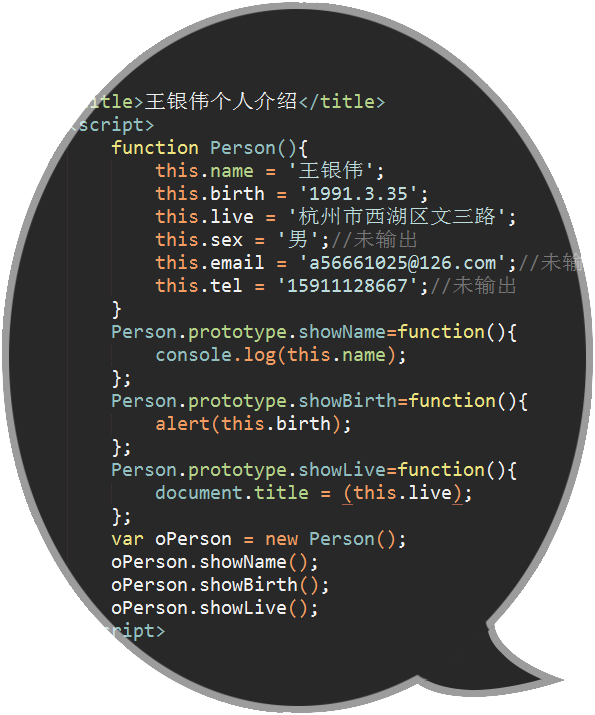 itle>王银伟个人介绍</title>
<script>
function Person(){
this.name = '王银伟';
this.birth = '1991.3.35';
this.live = '杭州市西湖区文三路';
this.sex = '男';//未输出
this.email = 'a56661025@126.com';//未输
this.tel = '15911128667';//未输出
}
Person.prototype.showName=function(){
console.log(this.name);
};
Person.prototype.showBirth=function(){
alert(this.birth);
};
Person.prototype.showLive=function(){
document.title = (this.live);
};
var oPerson = new Person();
oPerson.showName();
oPerson.showBirth();
oPerson.showLive();
cript>